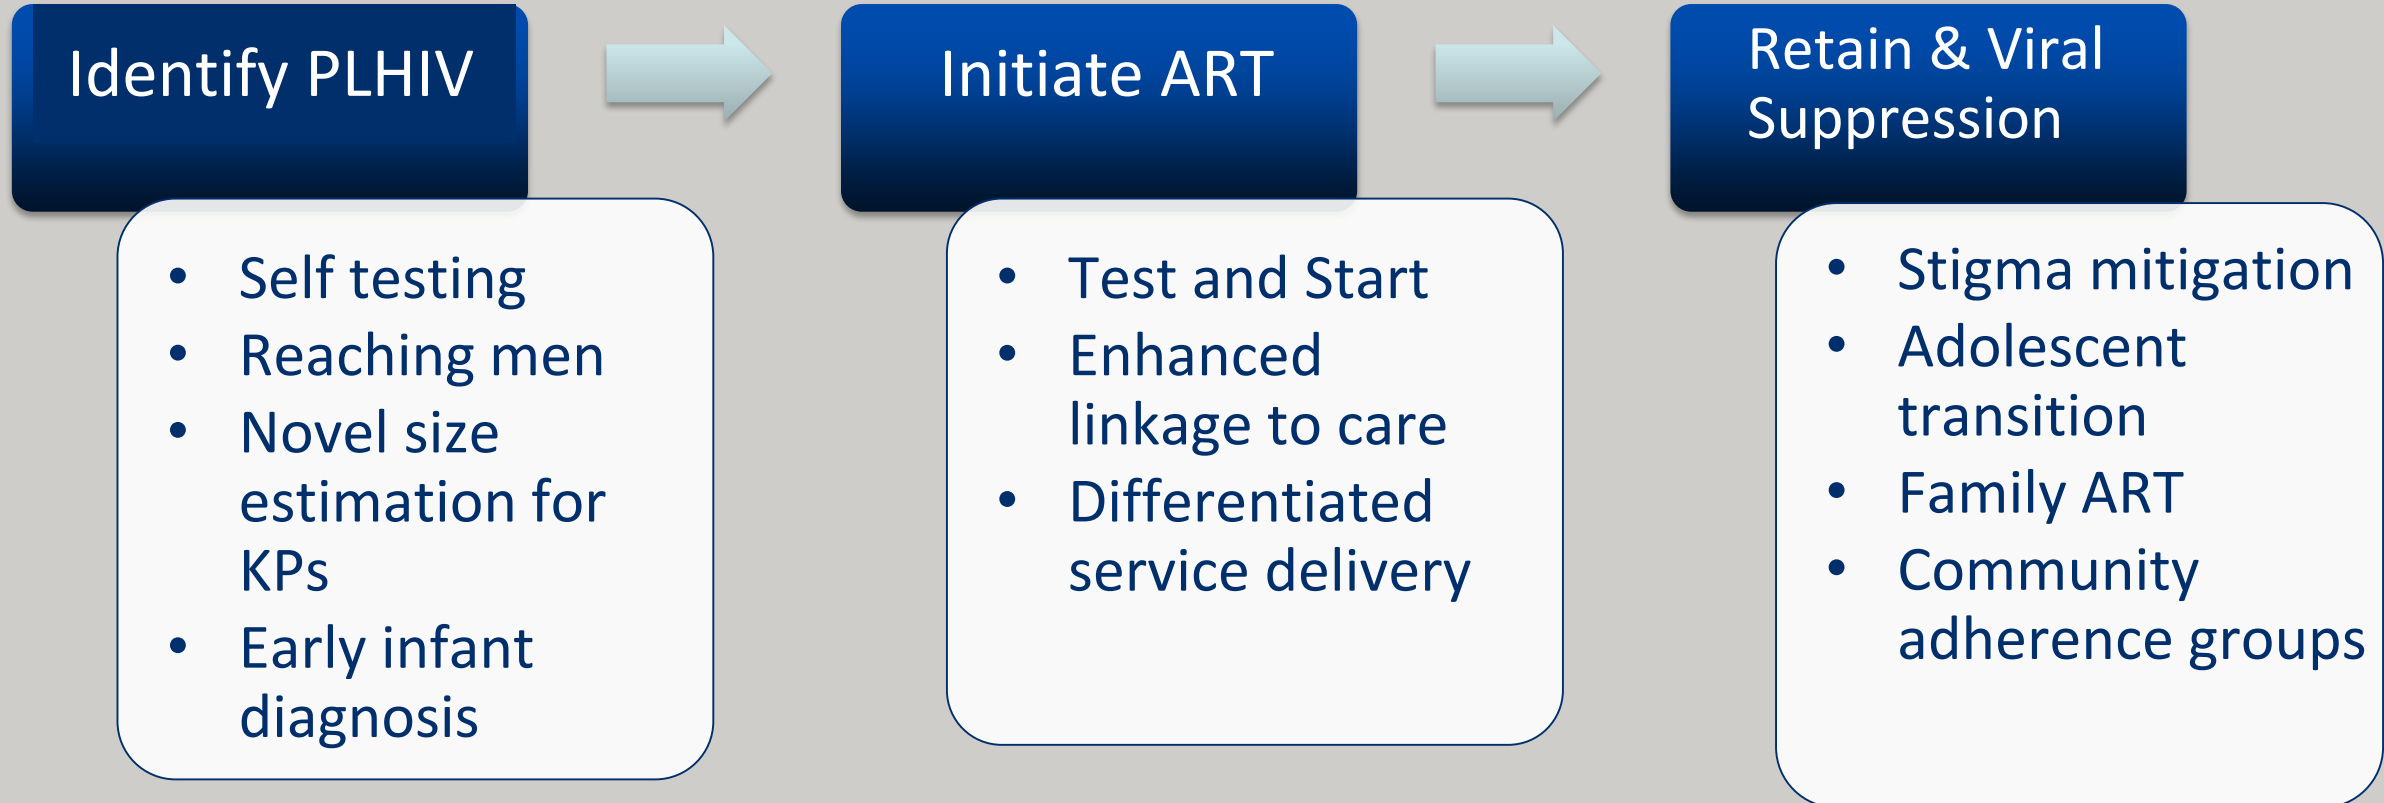 Identify PLHIV
• Self testing
• Reaching men
• Novel size
estimation for
KPs
• Early infant
diagnosis
Initiate ART
• Test and Start
• Enhanced
linkage to care
• Differentiated
service delivery
Retain & Viral
Suppression
• Stigma mitigation
• Adolescent
transition
• Family ART
• Community
adherence groups